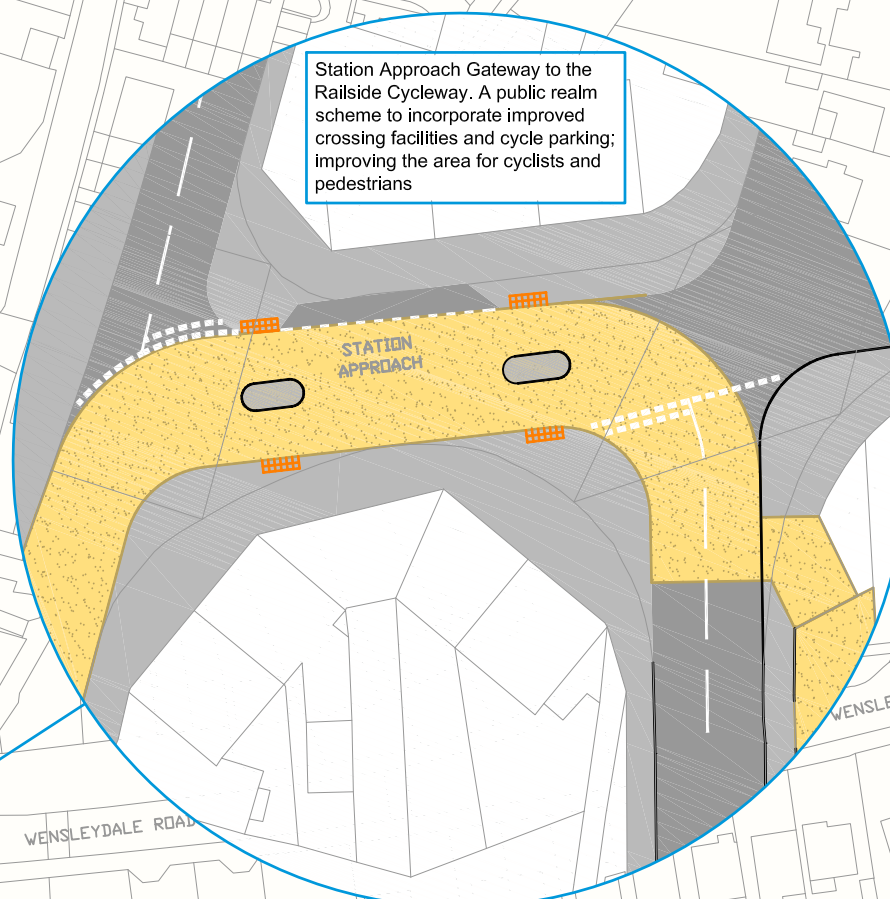 Station Approach Gateway to the
Railside Cycleway. A public realm
scheme to incorporate improved
crossing facilities and cycle parking;
improving the area for cyclists and
pedestrians
STATION
APPROACH
WENSLE
WENSLEYDALE ROAD